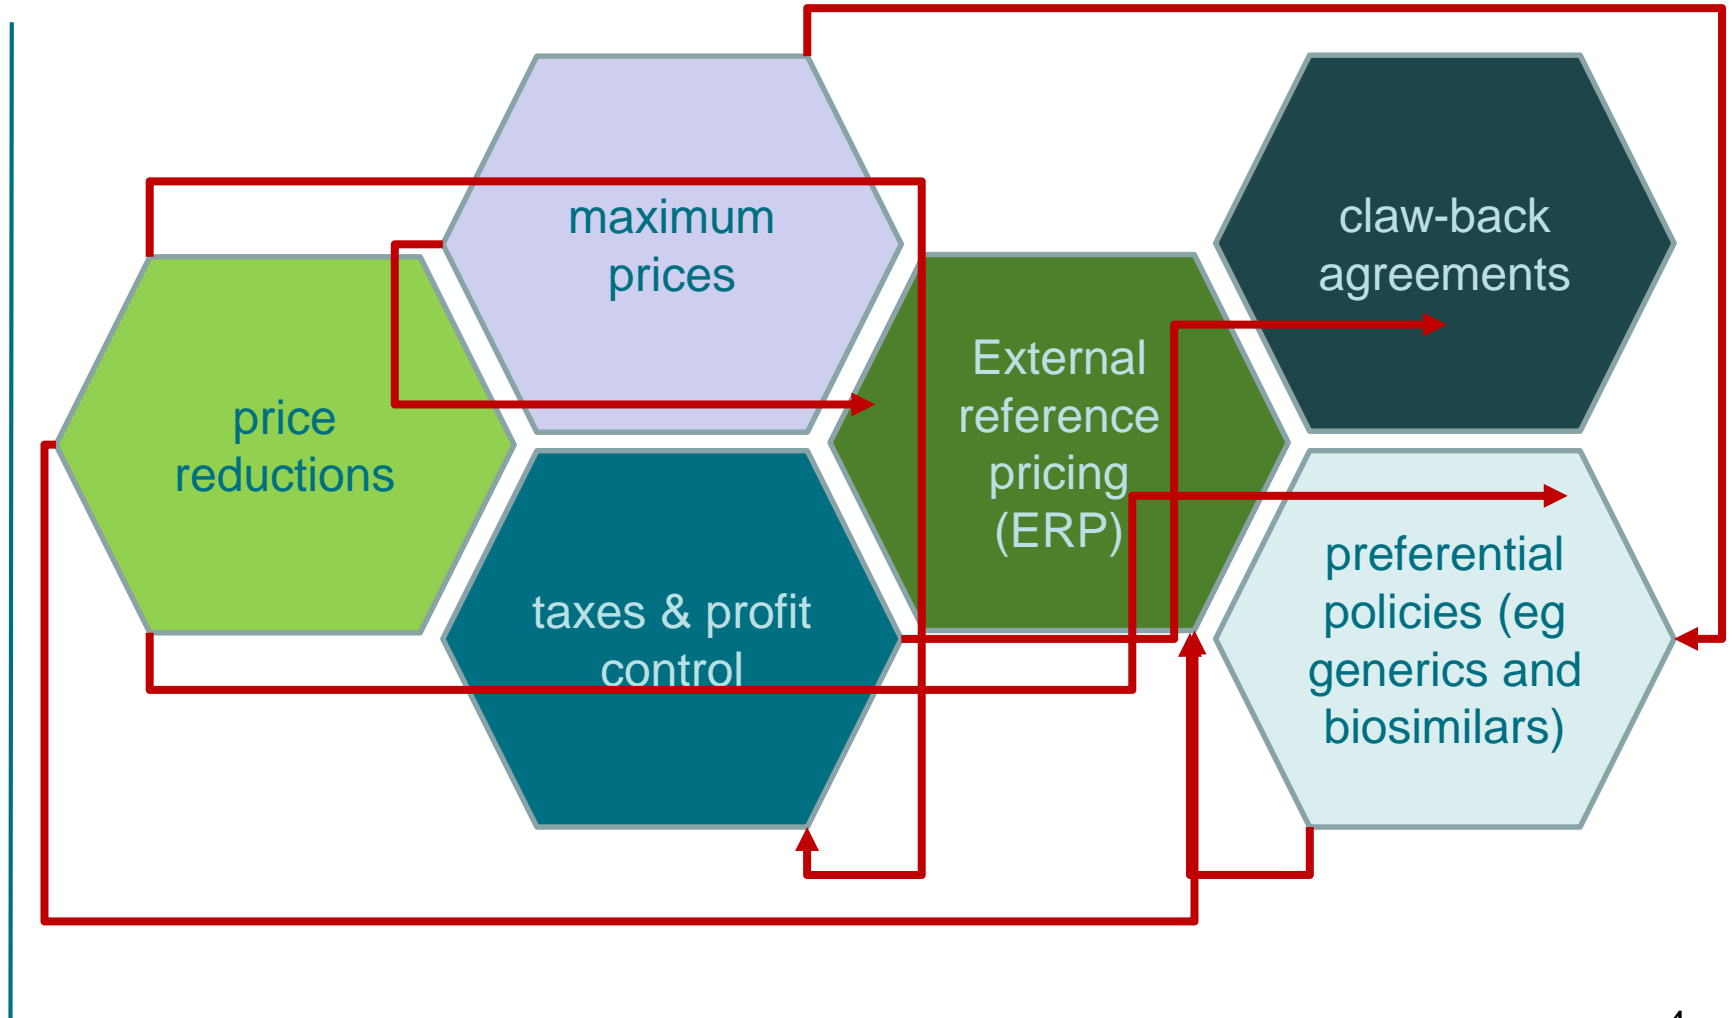 maximum
prices
claw-back
agreements
price
reductions
External
reference
pricing
(ERP)
taxes & profit
control
preferential
policies (eg
generics and
biosimilars)